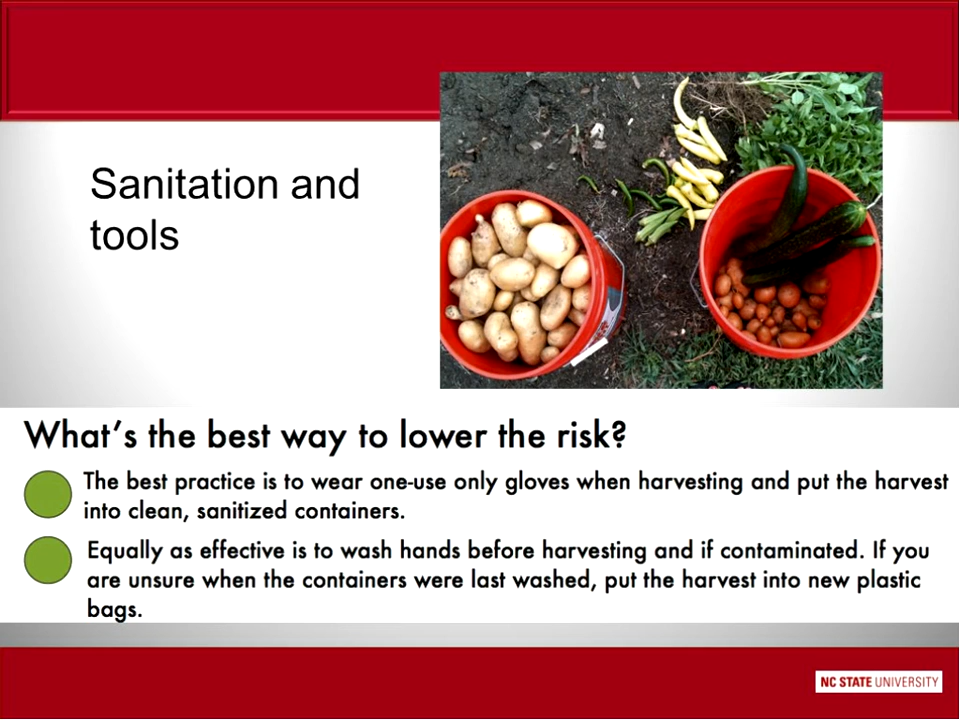 Sanitation and
tools
What's the best way to lower the risk?
The best practice is to wear one-use only gloves when harvesting and put the harvest
into clean, sanitized containers.
Equally as effective is to wash hands before harvesting and if contaminated. If you
are unsure when the containers were last washed, put the harvest into new plastic
bags.
NC STATE UNIVERSITY